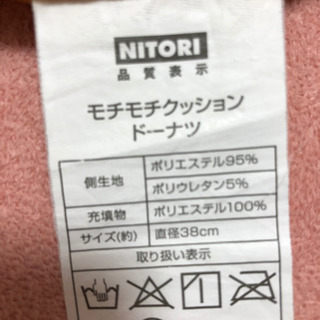 NITORI
品質表示
モチモチクッション
ドーナツ
側生地 ポリエステル95%
ポリウレタン5%
充填物 ポリエステル100%
サイズ(約) 直径38cm
取り扱い表示